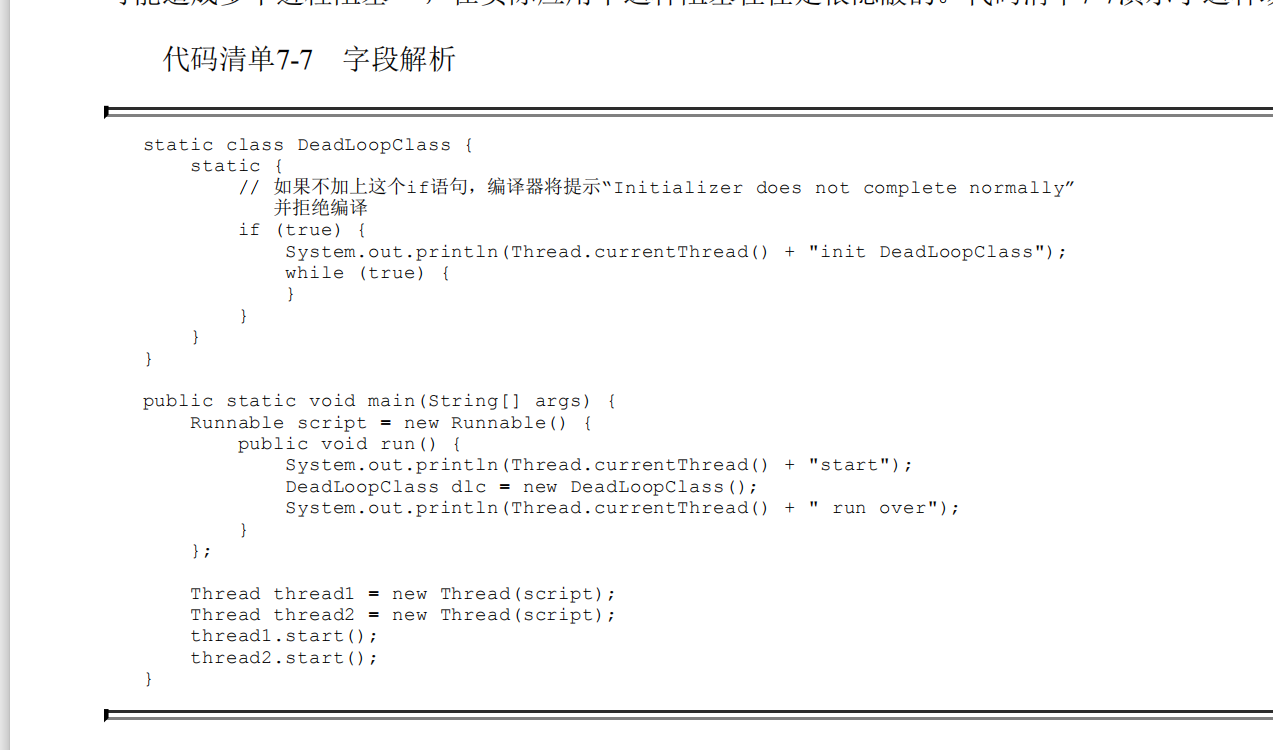 代码清单7-7 字段解析
static class DeadLoopClass {
    static {
        // 如果不加上这个if语句，编译器将提示“Initializer does not complete normally”
           并拒绝编译
        if (true) {
            System.out.println(Thread.currentThread() + "init DeadLoopClass");
            while (true) {
            }
        }
    }
}
public static void main(String[] args) {
    Runnable script = new Runnable() {
        public void run() {
            System.out.println(Thread.currentThread() + "start");
            DeadLoopClass dlc = new DeadLoopClass();
            System.out.println(Thread.currentThread() + " run over");
        }
    };
    Thread thread1 = new Thread(script);
    Thread thread2 = new Thread(script);
    thread1.start();
    thread2.start();
}